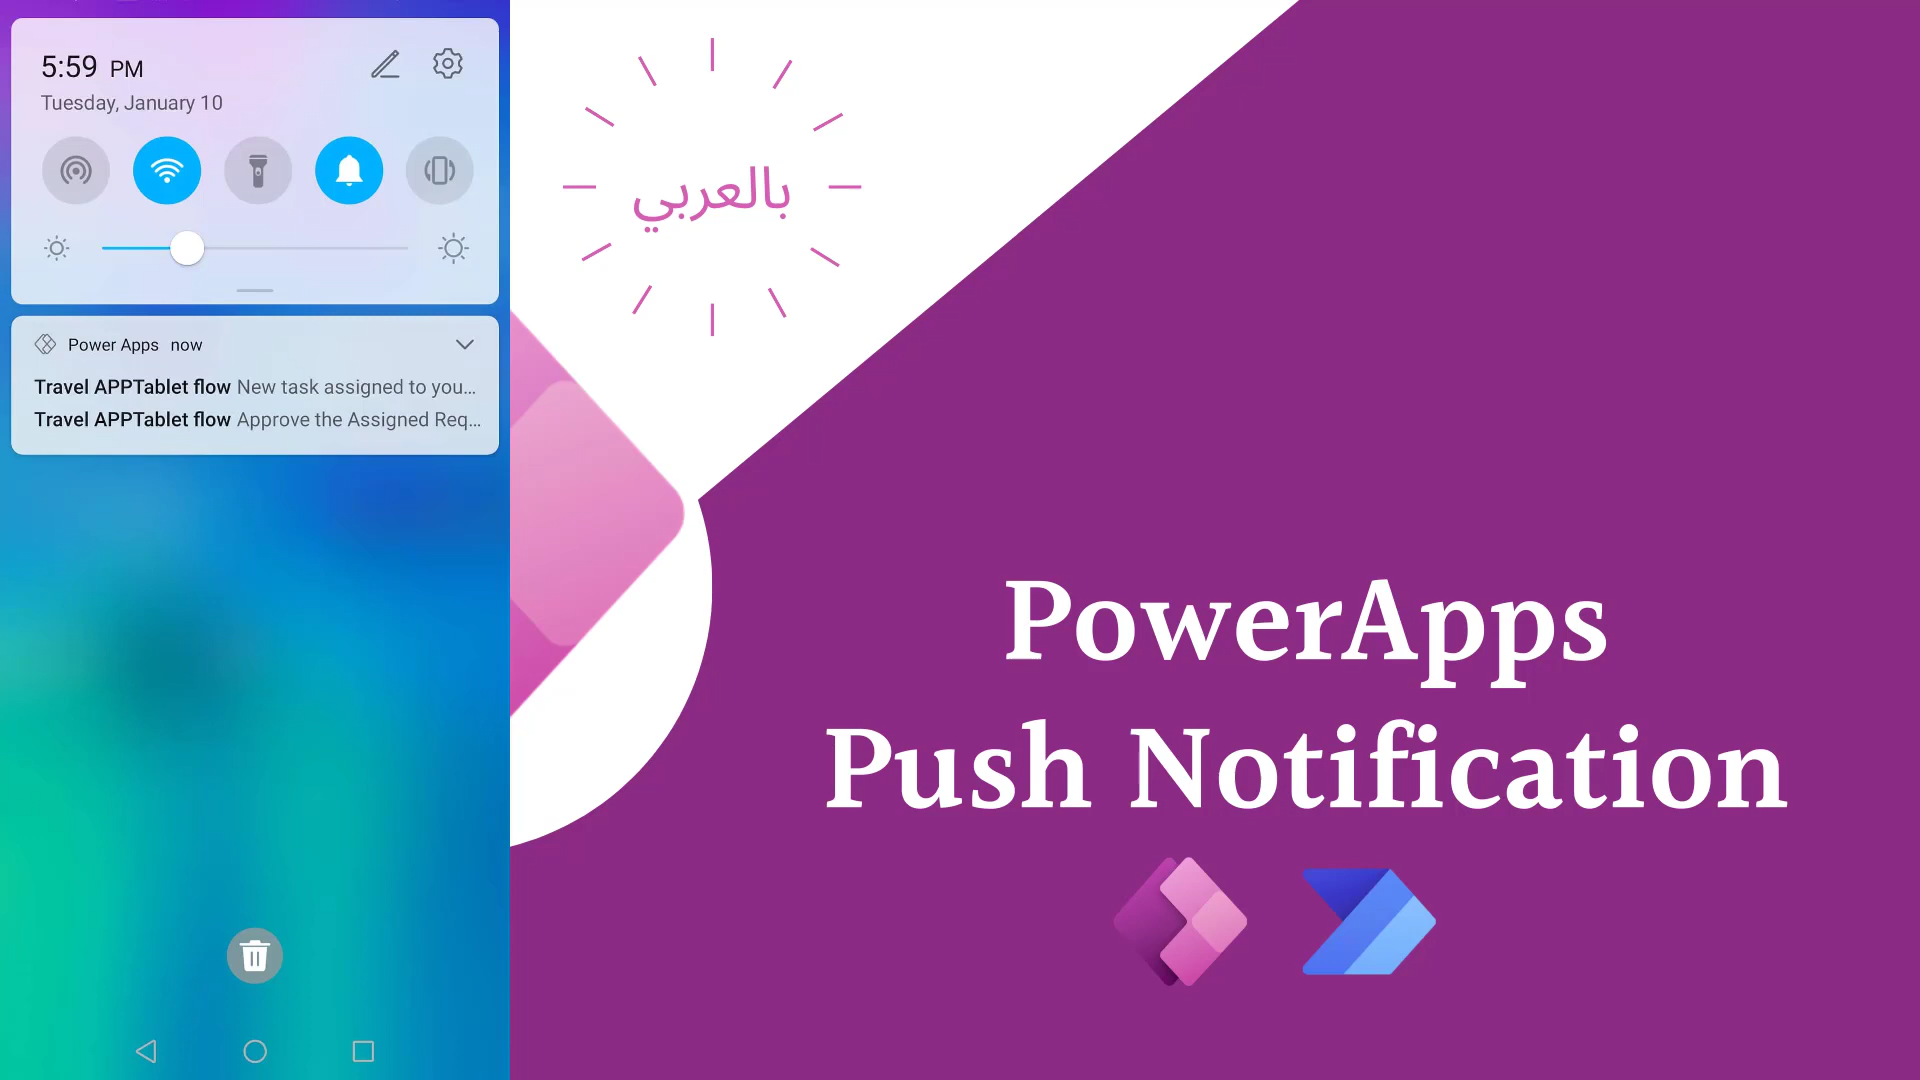 5:59 PM
Tuesday, January 10
Power Apps now
Travel APPTablet flow New task assigned to you...
Travel APPTablet flow Approve the Assigned Req...
بالعربي
PowerApps
Push Notification